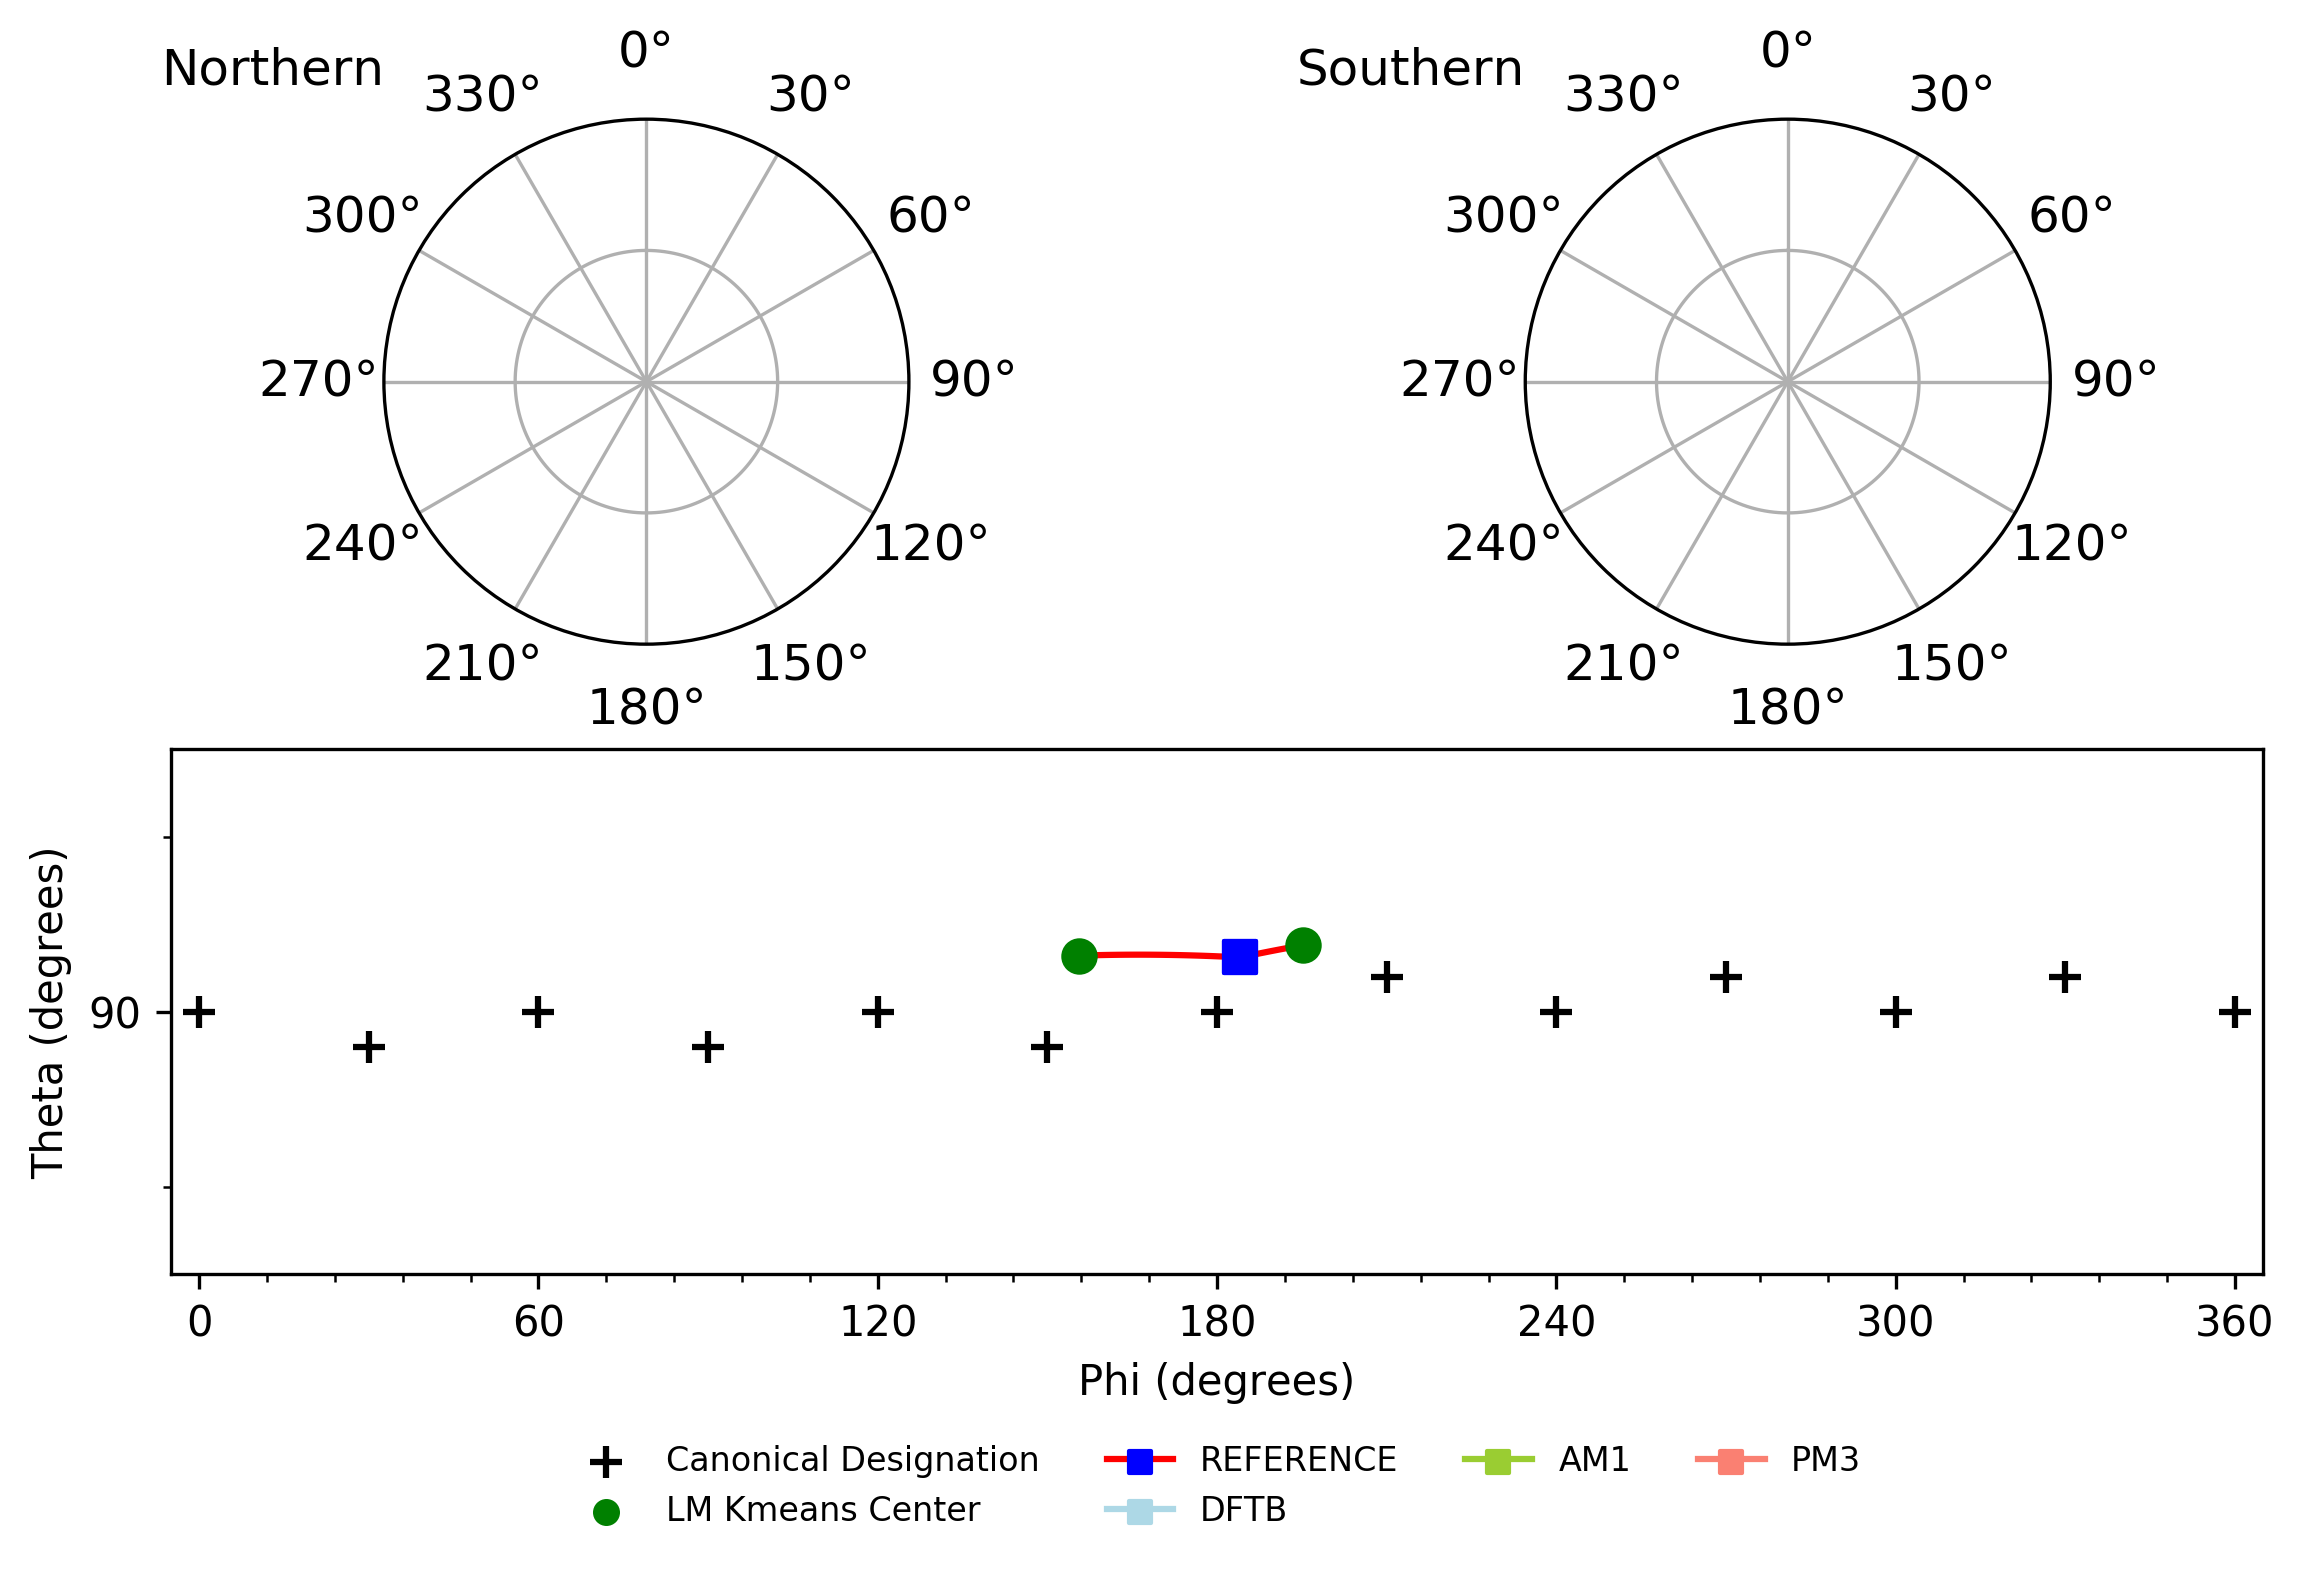 Northern
0°
330°
30°
300°
60°
270°
90°
240°
120°
210°
150°
180°
Southern
0°
330°
30°
300°
60°
270°
90°
240°
120°
210°
150°
180°
Theta (degrees)
90
0 60 120 180 240 300 360
Phi (degrees)
Canonical Designation
LM Kmeans Center
REFERENCE
DFTB
AM1
PM3